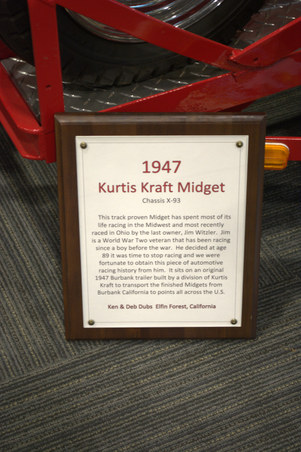 1947
Kurtis Kraft Midget
Chassis X-93
This track proven Midget has spent most of its
life racing in the Midwest and most recently
raced in Ohio by the last owner, Jim Witzler. Jim
is a World War Two veteran that has been racing
since a boy before the war. He decided at age
89 it was time to stop racing and we were
fortunate to obtain this piece of automotive
racing history from him. It sits on an original
1947 Burbank trailer built by a division of Kurtis
Kraft to transport the finished Midgets from
Burbank California to points all across the U.S.
Ken & Deb Dubs Elfin Forest, California